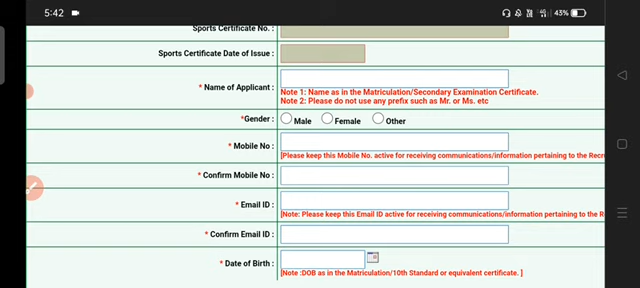 5:42
43%
Sports Certificate No. :
Sports Certificate Date of Issue :
* Name of Applicant :
Note 1: Name as in the Matriculation/Secondary Examination Certificate.
Note 2: Please do not use any prefix such as Mr. or Ms. etc
*Gender : Male Female Other
* Mobile No :
[Please keep this Mobile No. active for receiving communications/information pertaining to the
* Confirm Mobile No :
* Email ID :
[Note: Please keep this Email ID active for receiving communications/information pertaining to the
* Confirm Email ID :
* Date of Birth :
[Note :DOB as in the Matriculation/10th Standard or equivalent certificate. ]